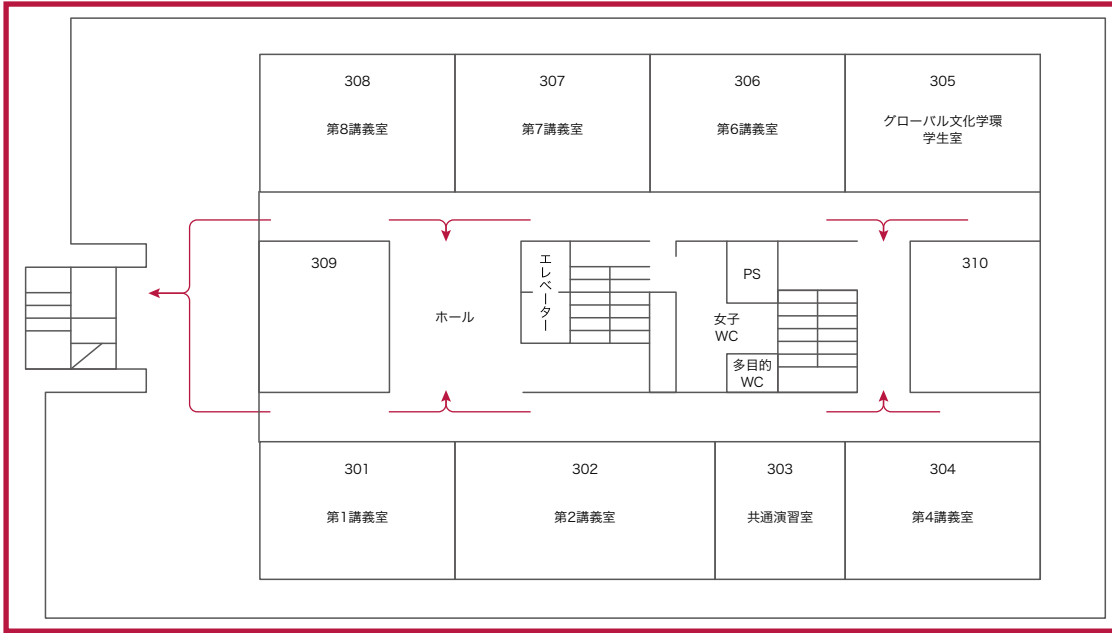 308
第8講義室
307
第7講義室
306
第6講義室
305
グローバル文化学環
学生室
309
ホール
エレベーター
PS
女子
WC
多目的
WC
310
301
第1講義室
302
第2講義室
303
共通演習室
304
第4講義室